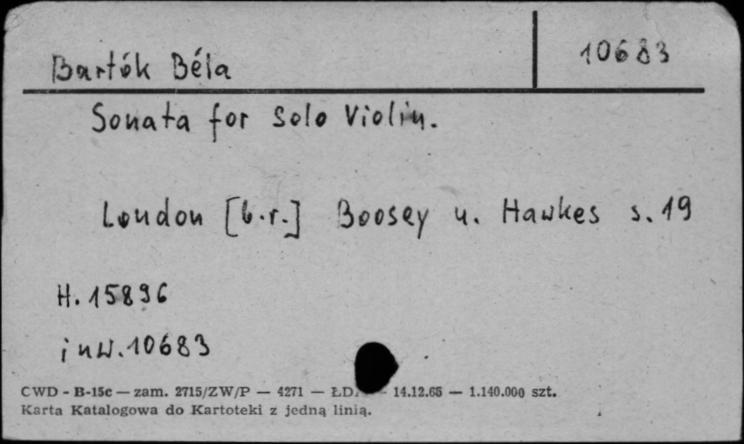 Bartók Béla 10683
Sonata for Solo Violin.
London [b.r.] Boosey u. Hawkes s. 19
H. 15896
inw. 10683
CWD - B-15c — zam. 2715/ZW/P — 4271 — ŁD — 14.12.65 — 1.140.000 szt.
Karta Katalogowa do Kartoteki z jedną linią.